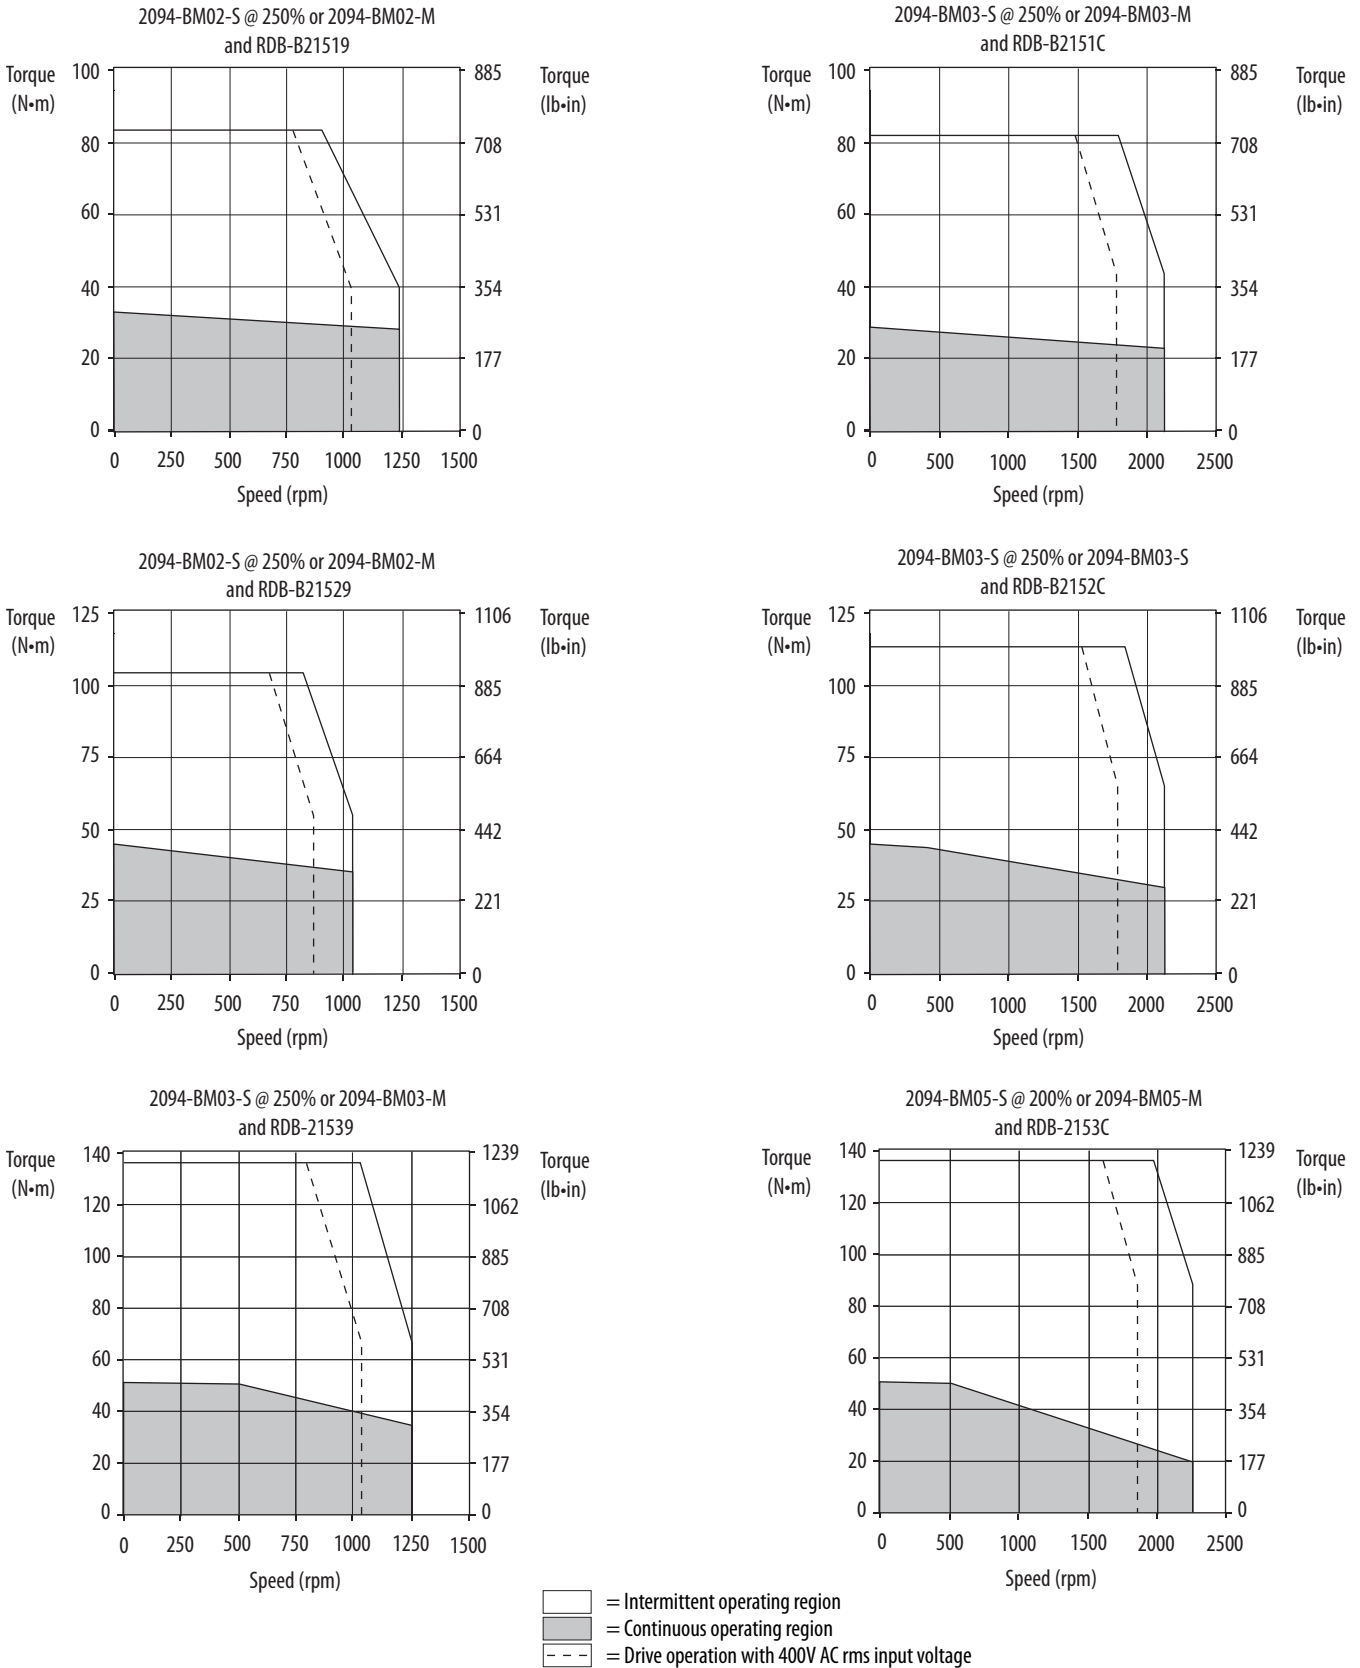 2094-BM02-S @ 250% or 2094-BM02-M
and RDB-B21519
Torque
(N•m)
100
80
60
40
20
0
885
708
531
354
177
0
Torque
(lb•in)
0 250 500 750 1000 1250 1500
Speed (rpm)
2094-BM03-S @ 250% or 2094-BM03-M
and RDB-B2151C
Torque
(N•m)
100
80
60
40
20
0
885
708
531
354
177
0
Torque
(lb•in)
0 500 1000 1500 2000 2500
Speed (rpm)
2094-BM02-S @ 250% or 2094-BM02-M
and RDB-B21529
Torque
(N•m)
125
100
75
50
25
0
1106
885
664
442
221
0
Torque
(lb•in)
0 250 500 750 1000 1250 1500
Speed (rpm)
2094-BM03-S @ 250% or 2094-BM03-S
and RDB-B2152C
Torque
(N•m)
125
100
75
50
25
0
1106
885
664
442
221
0
Torque
(lb•in)
0 500 1000 1500 2000 2500
Speed (rpm)
2094-BM03-S @ 250% or 2094-BM03-M
and RDB-21539
Torque
(N•m)
140
120
100
80
60
40
20
0
1239
1062
885
708
531
354
177
0
Torque
(lb•in)
0 250 500 750 1000 1250 1500
Speed (rpm)
2094-BM05-S @ 200% or 2094-BM05-M
and RDB-2153C
Torque
(N•m)
140
120
100
80
60
40
20
0
1239
1062
885
708
531
354
177
0
Torque
(lb•in)
0 500 1000 1500 2000 2500
Speed (rpm)
= Intermittent operating region
= Continuous operating region
= Drive operation with 400V AC rms input voltage